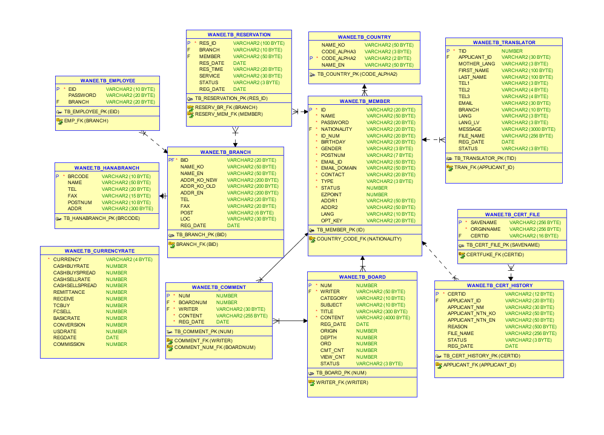 WANEE.TB_RESERVATION
P * RES_ID VARCHAR2 (100 BYTE)
F BRANCH VARCHAR2 (10 BYTE)
F MEMBER VARCHAR2 (50 BYTE)
RES_DATE DATE
RES_TIME VARCHAR2 (20 BYTE)
SERVICE VARCHAR2 (30 BYTE)
STATUS VARCHAR2 (3 BYTE)
REG_DATE DATE
TB_RESERVATION_PK (RES_ID)
RESERV_BR_FK (BRANCH)
RESERV_MEM_FK (MEMBER)
WANEE.TB_COUNTRY
NAME_KO VARCHAR2 (50 BYTE)
CODE_ALPHA3 VARCHAR2 (3 BYTE)
P * CODE_ALPHA2 VARCHAR2 (2 BYTE)
NAME_EN VARCHAR2 (50 BYTE)
TB_COUNTRY_PK (CODE_ALPHA2)
WANEE.TB_TRANSLATOR
P * TID NUMBER
F APPLICANT_ID VARCHAR2 (30 BYTE)
MOTHER_LANG VARCHAR2 (3 BYTE)
FIRST_NAME VARCHAR2 (100 BYTE)
LAST_NAME VARCHAR2 (100 BYTE)
TEL1 VARCHAR2 (3 BYTE)
TEL2 VARCHAR2 (4 BYTE)
TEL3 VARCHAR2 (4 BYTE)
EMAIL VARCHAR2 (30 BYTE)
BRANCH VARCHAR2 (10 BYTE)
LANG VARCHAR2 (3 BYTE)
LANG_LV VARCHAR2 (3 BYTE)
MESSAGE VARCHAR2 (3000 BYTE)
FILE_NAME VARCHAR2 (256 BYTE)
REG_DATE DATE
STATUS VARCHAR2 (3 BYTE)
TB_TRANSLATOR_PK (TID)
TRAN_FK (APPLICANT_ID)
WANEE.TB_EMPLOYEE
P * EID VARCHAR2 (10 BYTE)
PASSWORD VARCHAR2 (20 BYTE)
F BRANCH VARCHAR2 (20 BYTE)
TB_EMPLOYEE_PK (EID)
EMP_FK (BRANCH)
WANEE.TB_MEMBER
P * ID VARCHAR2 (20 BYTE)
* NAME VARCHAR2 (50 BYTE)
* PASSWORD VARCHAR2 (20 BYTE)
F * NATIONALITY VARCHAR2 (20 BYTE)
* ID_NUM VARCHAR2 (20 BYTE)
* BIRTHDAY VARCHAR2 (20 BYTE)
* GENDER VARCHAR2 (3 BYTE)
* POSTNUM VARCHAR2 (7 BYTE)
* EMAIL_ID VARCHAR2 (50 BYTE)
* EMAIL_DOMAIN VARCHAR2 (50 BYTE)
* CONTACT VARCHAR2 (20 BYTE)
* TYPE VARCHAR2 (3 BYTE)
* STATUS NUMBER
EZPOINT NUMBER
* ADDR1 VARCHAR2 (50 BYTE)
* ADDR2 VARCHAR2 (50 BYTE)
LANG VARCHAR2 (10 BYTE)
OPT_KEY VARCHAR2 (20 BYTE)
TB_MEMBER_PK (ID)
COUNTRY_CODE_FK (NATIONALITY)
WANEE.TB_BRANCH
PF * BID VARCHAR2 (20 BYTE)
NAME_KO VARCHAR2 (50 BYTE)
NAME_EN VARCHAR2 (50 BYTE)
ADDR_KO_NEW VARCHAR2 (200 BYTE)
ADDR_KO_OLD VARCHAR2 (200 BYTE)
ADDR_EN VARCHAR2 (200 BYTE)
TEL VARCHAR2 (20 BYTE)
FAX VARCHAR2 (20 BYTE)
POST VARCHAR2 (6 BYTE)
LOC VARCHAR2 (30 BYTE)
REG_DATE DATE
TB_BRANCH_PK (BID)
BRANCH_FK (BID)
WANEE.TB_HANABRANCH
P * BRCODE VARCHAR2 (10 BYTE)
NAME VARCHAR2 (50 BYTE)
TEL VARCHAR2 (20 BYTE)
FAX VARCHAR2 (15 BYTE)
POSTNUM VARCHAR2 (10 BYTE)
ADDR VARCHAR2 (300 BYTE)
TB_HANABRANCH_PK (BRCODE)
WANEE.TB_CERT_FILE
P * SAVENAME VARCHAR2 (256 BYTE)
* ORGINNAME VARCHAR2 (256 BYTE)
F CERTID VARCHAR2 (16 BYTE)
TB_CERT_FILE_PK (SAVENAME)
CERTFIJKE_FK (CERTID)
WANEE.TB_CURRENCYRATE
* CURRENCY VARCHAR2 (4 BYTE)
CASHBUYRATE NUMBER
CASHBUYSPREAD NUMBER
CASHSELLRATE NUMBER
CASHSELLSPREAD NUMBER
REMITTANCE NUMBER
RECEIVE NUMBER
TCBUY NUMBER
FCSELL NUMBER
BASICRATE NUMBER
CONVERSION NUMBER
USDRATE NUMBER
REGDATE DATE
COMMISSION NUMBER
WANEE.TB_COMMENT
P * NUM NUMBER
F * BOARDNUM NUMBER
F * WRITER VARCHAR2 (30 BYTE)
* CONTENT VARCHAR2 (255 BYTE)
* REG_DATE DATE
TB_COMMENT_PK (NUM)
COMMENT_FK (WRITER)
COMMENT_NUM_FK (BOARDNUM)
WANEE.TB_BOARD
P * NUM NUMBER
F * WRITER VARCHAR2 (50 BYTE)
CATEGORY VARCHAR2 (10 BYTE)
SUBJECT VARCHAR2 (10 BYTE)
* TITLE VARCHAR2 (300 BYTE)
* CONTENT VARCHAR2 (4000 BYTE)
REG_DATE DATE
ORIGIN NUMBER
DEPTH NUMBER
ORD NUMBER
CMT_CNT NUMBER
VIEW_CNT NUMBER
STATUS VARCHAR2 (3 BYTE)
TB_BOARD_PK (NUM)
WRITER_FK (WRITER)
WANEE.TB_CERT_HISTORY
P * CERTID VARCHAR2 (12 BYTE)
F * APPLICANT_ID VARCHAR2 (20 BYTE)
APPLICANT_NM VARCHAR2 (30 BYTE)
APPLICANT_NTN_KO VARCHAR2 (50 BYTE)
APPLICANT_NTN_EN VARCHAR2 (50 BYTE)
REASON VARCHAR2 (500 BYTE)
FILE_NAME VARCHAR2 (256 BYTE)
STATUS VARCHAR2 (3 BYTE)
REG_DATE DATE
TB_CERT_HISTORY_PK (CERTID)
APPLICANT_FK (APPLICANT_ID)